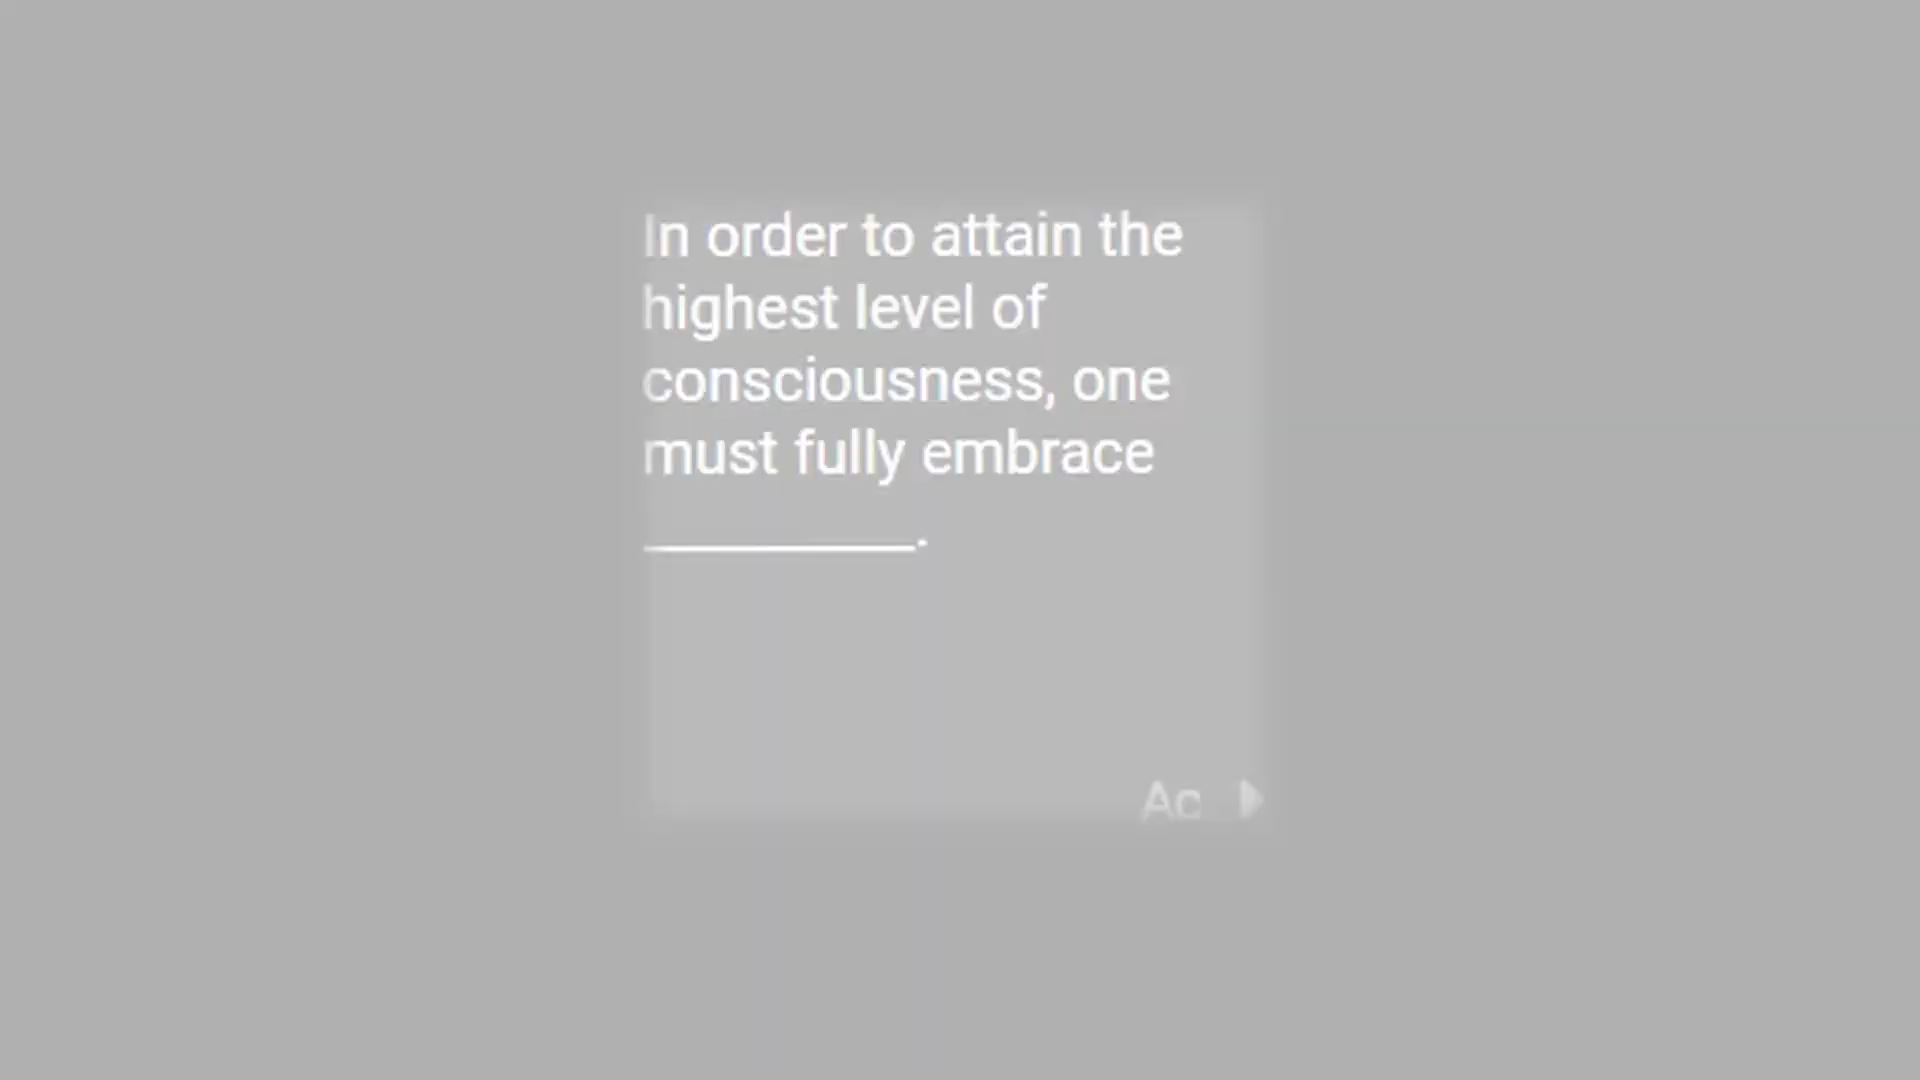 In order to attain the
highest level of
consciousness, one
must fully embrace
__________.
Ac